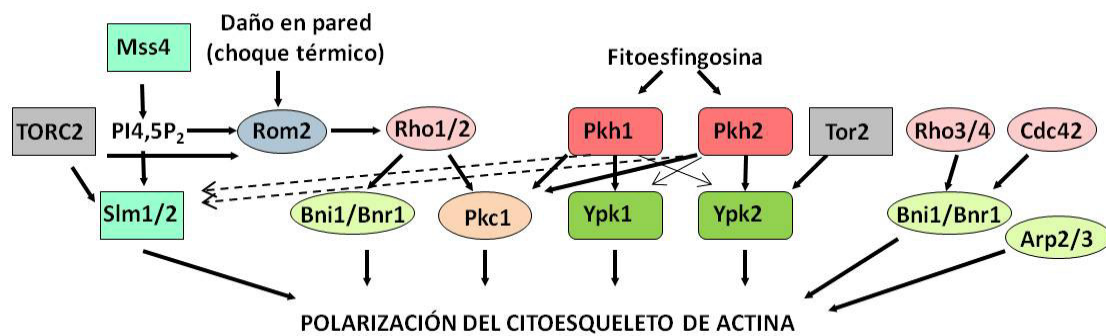 Mss4
Daño en pared
(choque térmico)
Fitoesfingosina
TORC2
PI4,5P2
Rom2
Rho1/2
Pkh1
Pkh2
Tor2
Rho3/4
Cdc42
Slm1/2
Bni1/Bnr1
Pkc1
Ypk1
Ypk2
Bni1/Bnr1
Arp2/3
POLARIZACIÓN DEL CITOESQUELETO DE ACTINA